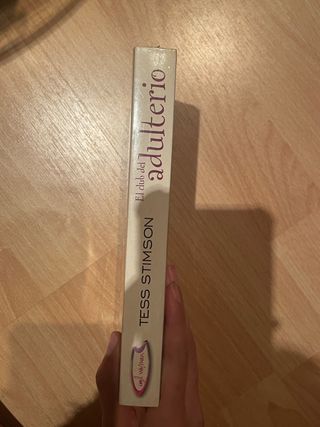 El club del
adulterio
TESS STIMSON